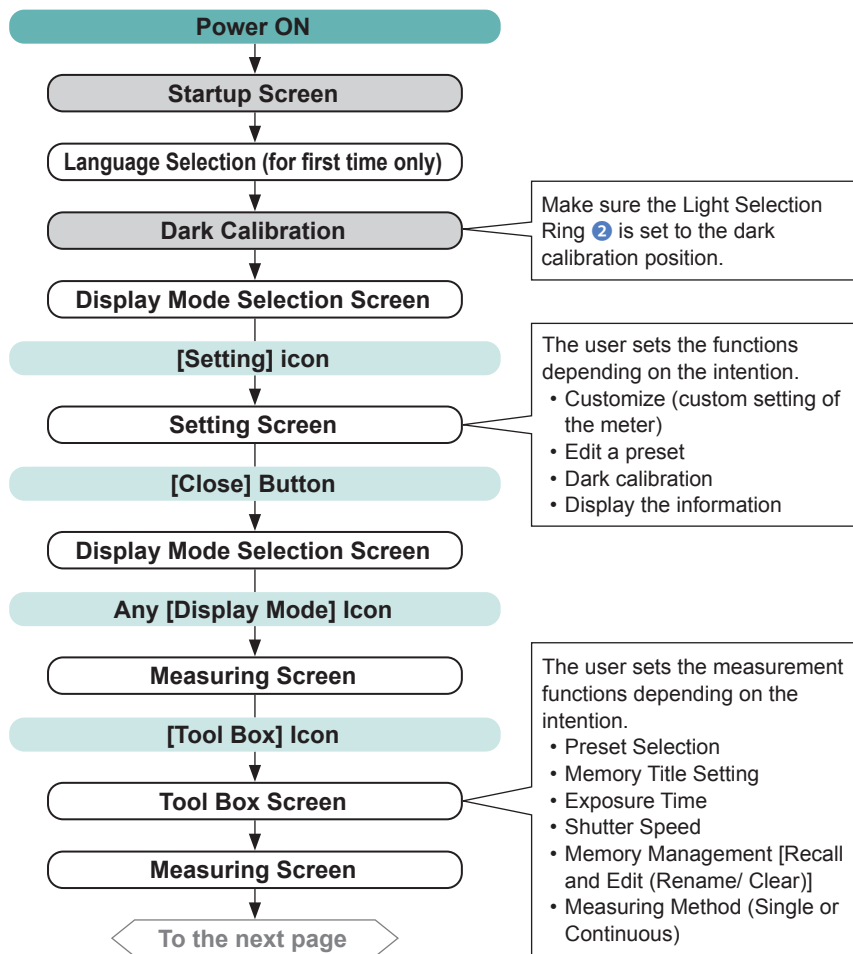 Power ON
Startup Screen
Language Selection (for first time only)
Dark Calibration
Make sure the Light Selection
Ring 2 is set to the dark
calibration position.
Display Mode Selection Screen
[Setting] icon
Setting Screen
The user sets the functions
depending on the intention.
• Customize (custom setting of
the meter)
• Edit a preset
• Dark calibration
• Display the information
[Close] Button
Display Mode Selection Screen
Any [Display Mode] Icon
Measuring Screen
[Tool Box] Icon
Tool Box Screen
The user sets the measurement
functions depending on the
intention.
• Preset Selection
• Memory Title Setting
• Exposure Time
• Shutter Speed
• Memory Management [Recall
and Edit (Rename/ Clear)]
• Measuring Method (Single or
Continuous)
Measuring Screen
To the next page